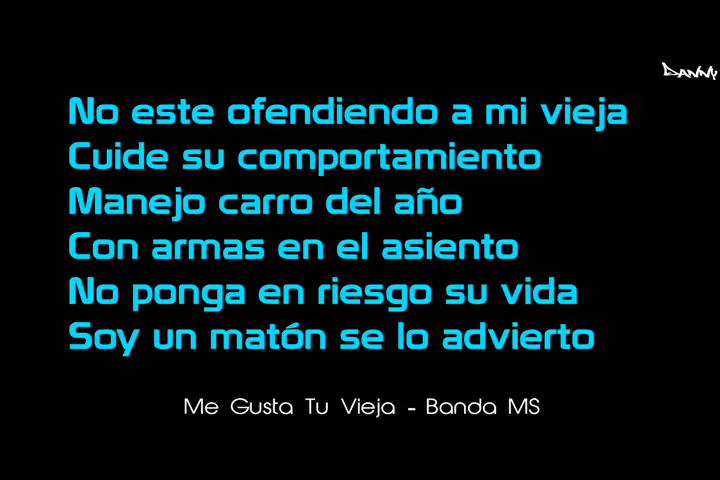 DANNY
No este ofendiendo a mi vieja
Cuide su comportamiento
Manejo carro del año
Con armas en el asiento
No ponga en riesgo su vida
Soy un matón se lo advierto
Me Gusta Tu Vieja - Banda MS